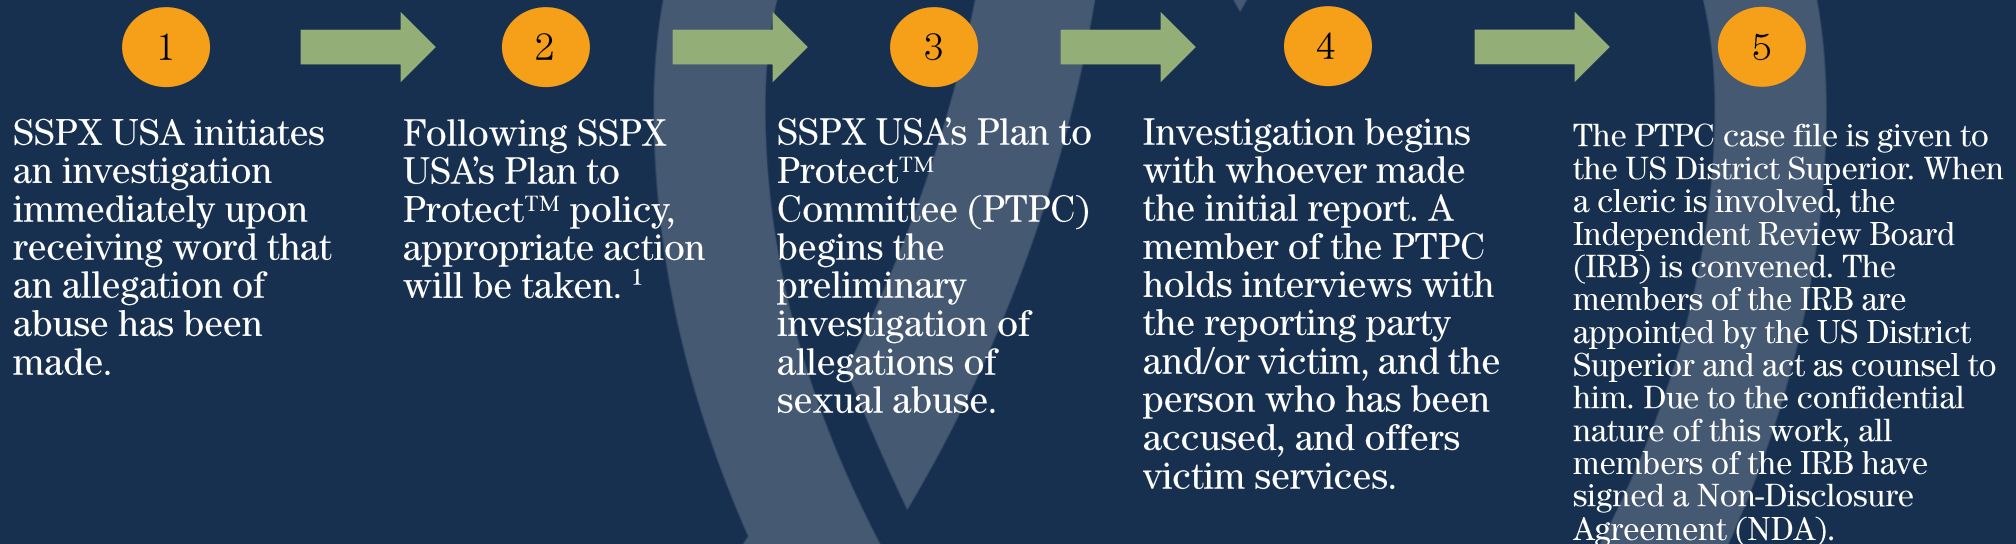 1
SSPX USA initiates
an investigation
immediately upon
receiving word that
an allegation of
abuse has been
made.
2
Following SSPX
USA’s Plan to
Protect™ policy,
appropriate action
will be taken. ¹
3
SSPX USA’s Plan to
Protect™
Committee (PTPC)
begins the
preliminary
investigation of
allegations of
sexual abuse.
4
Investigation begins
with whoever made
the initial report. A
member of the PTPC
holds interviews with
the reporting party
and/or victim, and the
person who has been
accused, and offers
victim services.
5
The PTPC case file is given to
the US District Superior. When
a cleric is involved, the
Independent Review Board
(IRB) is convened. The
members of the IRB are
appointed by the US District
Superior and act as counsel to
him. Due to the confidential
nature of this work, all
members of the IRB have
signed a Non-Disclosure
Agreement (NDA).